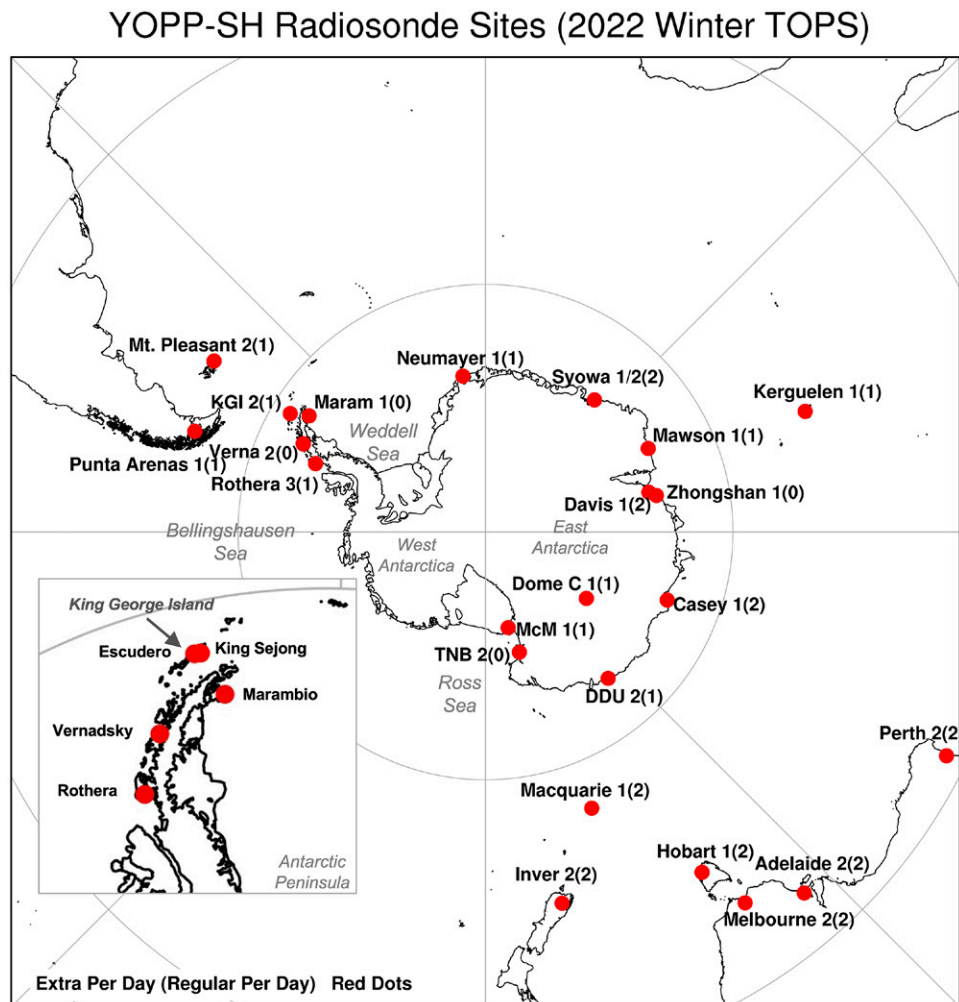 YOPP-SH Radiosonde Sites (2022 Winter TOPS)
Mt. Pleasant 2(1)
Neumayer 1(1)
Syowa 1/2(2)
Kerguelen 1(1)
KGI 2(1)
Maram 1(0)
Weddell
Sea
Mawson 1(1)
Verna 2(0)
Punta Arenas 1(1)
Rothera 3(1)
Zhongshan 1(0)
Davis 1(2)
Bellingshausen
Sea
West
Antarctica
East
Antarctica
Dome C 1(1)
Casey 1(2)
McM 1(1)
TNB 2(0)
Ross
Sea
DDU 2(1)
King George Island
Escudero
King Sejong
Marambio
Vernadsky
Rothera
Antarctic
Peninsula
Perth 2(2
Macquarie 1(2)
Hobart 1(2)
Adelaide 2(2)
Inver 2(2)
Melbourne 2(2)
Extra Per Day (Regular Per Day) Red Dots